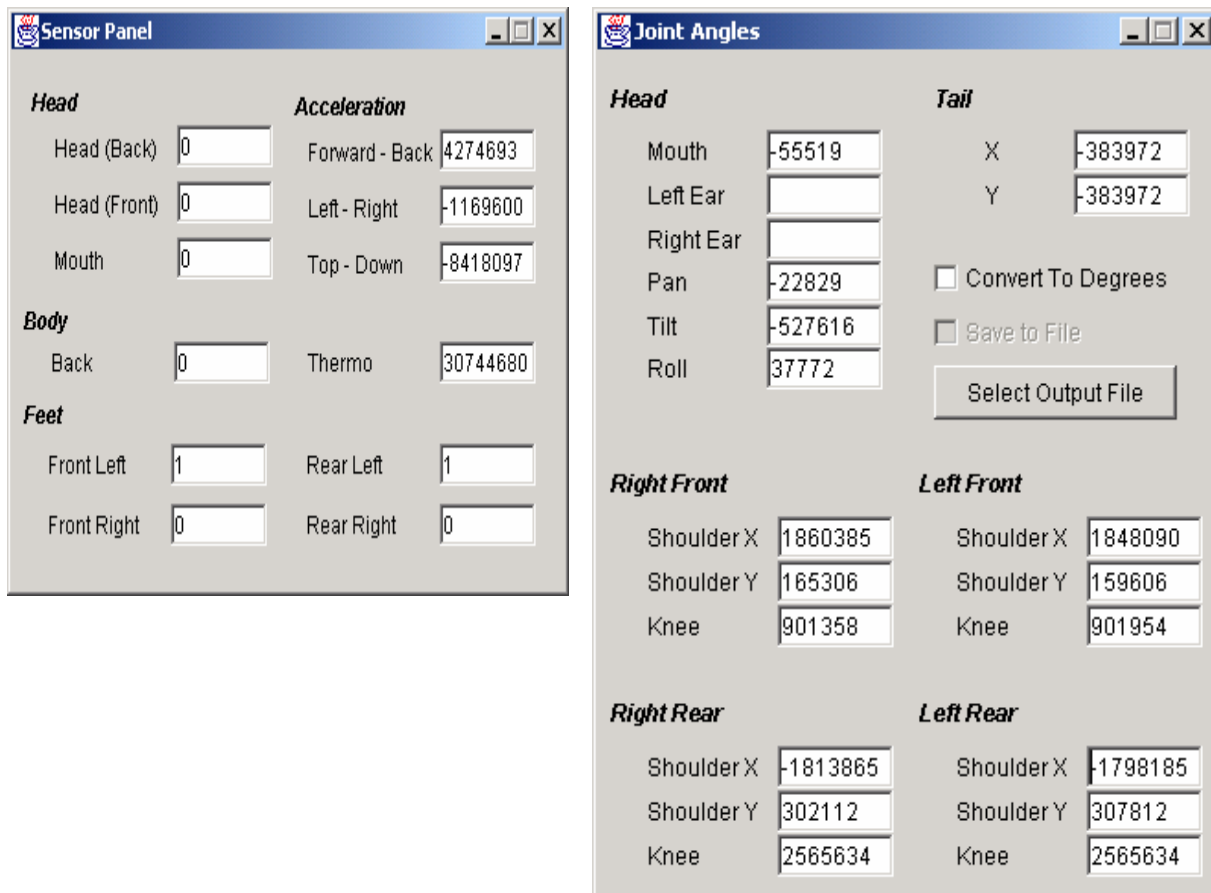 Sensor Panel
Head
Acceleration
Head (Back) 0
Forward - Back 4274693
Head (Front) 0
Left - Right -1169600
Mouth 0
Top - Down -8418097
Body
Back 0
Thermo 30744680
Feet
Front Left 1
Rear Left 1
Front Right 0
Rear Right 0
Joint Angles
Head
Tail
Mouth -55519
X -383972
Left Ear
Y -383972
Right Ear
Pan -22829
Convert To Degrees
Tilt -527616
Save to File
Roll 37772
Select Output File
Right Front
Left Front
Shoulder X 1860385
Shoulder X 1848090
Shoulder Y 165306
Shoulder Y 159606
Knee 901358
Knee 901954
Right Rear
Left Rear
Shoulder X -1813865
Shoulder X -1798185
Shoulder Y 302112
Shoulder Y 307812
Knee 2565634
Knee 2565634